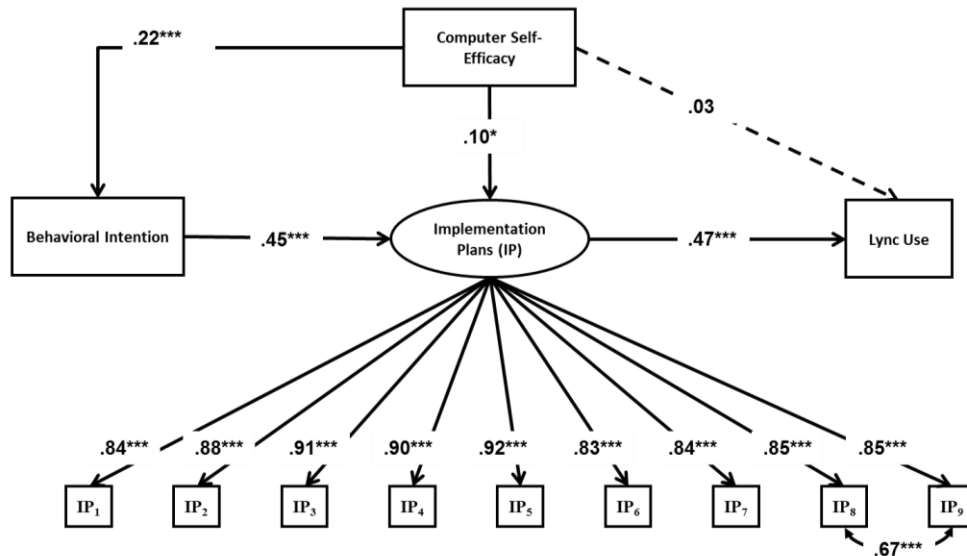 .22***
Computer Self-
Efficacy
.03
.10*
Behavioral Intention
.45***
Implementation
Plans (IP)
.47***
Lync Use
.84***
.88***
.91***
.90***
.92***
.83***
.84***
.85***
.85***
IP₁
IP₂
IP₃
IP₄
IP₅
IP₆
IP₇
IP₈
IP₉
.67***